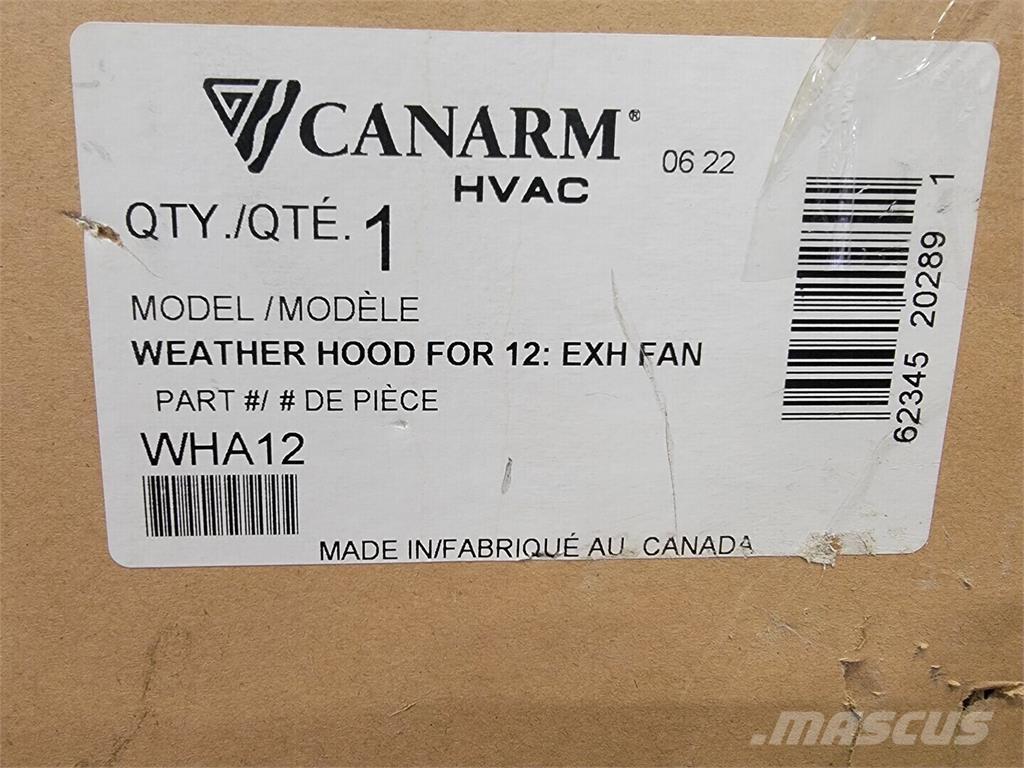 CANARM®
HVAC
06 22
QTY./QTÉ. 1
MODEL /MODÈLE
WEATHER HOOD FOR 12: EXH FAN
PART #/ # DE PIÈCE
WHA12
MADE IN/FABRIQUÉ AU CANADA
62345 20289 1
MASCUS